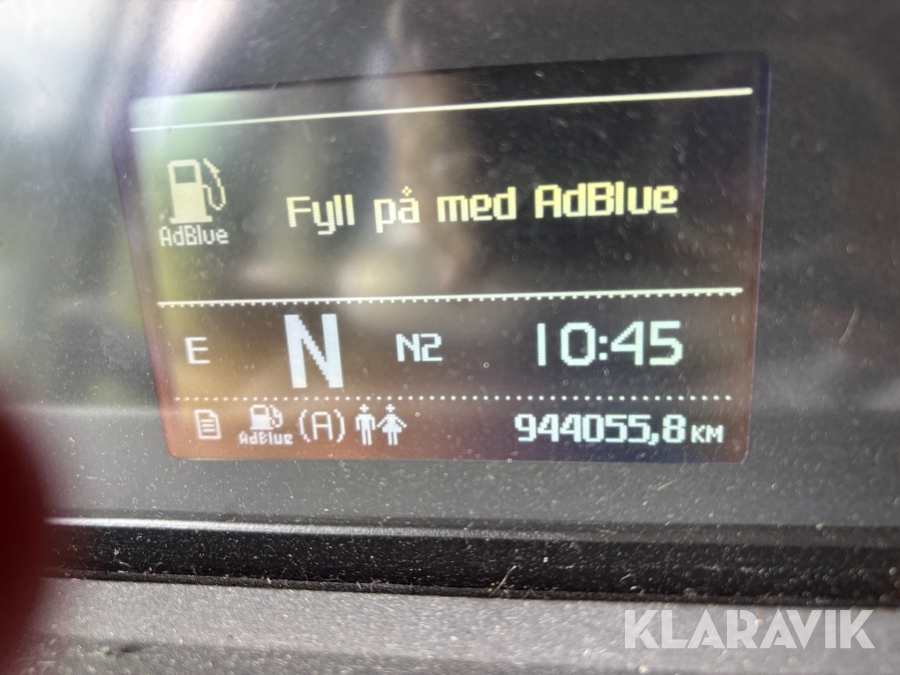 Fyll på med AdBlue
AdBlue
E N N2 10:45
AdBlue (A) 944055,8 KM
KLARAVIK